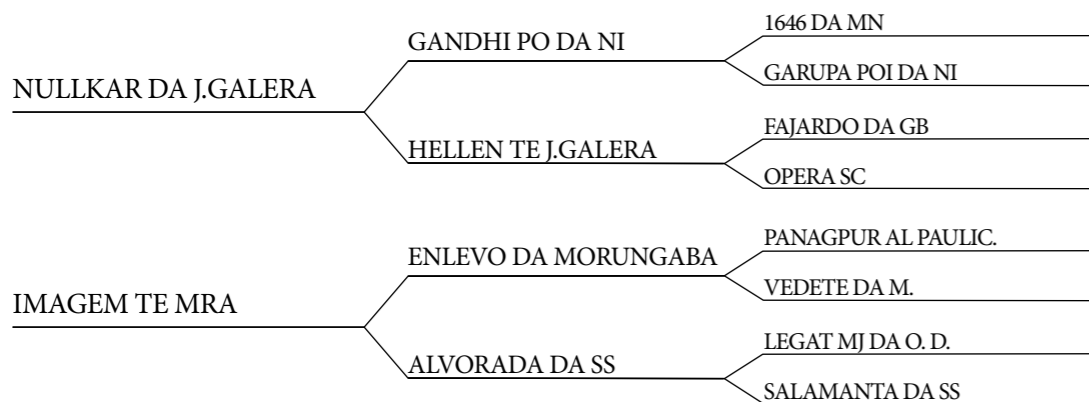 1646 DA MN
GANDHI PO DA NI
GARUPA POI DA NI
NULLKAR DA J.GALERA
FAJARDO DA GB
HELLEN TE J.GALERA
OPERA SC
PANAGPUR AL PAULIC.
ENLEVO DA MORUNGABA
VEDETE DA M.
IMAGEM TE MRA
LEGAT MJ DA O. D.
ALVORADA DA SS
SALAMANTA DA SS